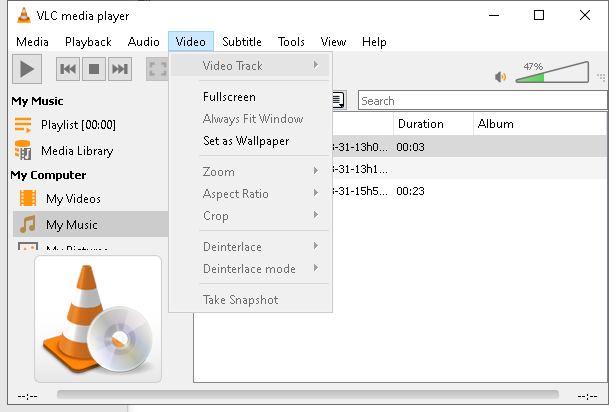 VLC media player
Media Playback Audio Video Subtitle Tools View Help
47%
Video Track
Fullscreen
Always Fit Window
Set as Wallpaper
Zoom
Aspect Ratio
Crop
Deinterlace
Deinterlace mode
Take Snapshot
My Music
Playlist [00:00]
Media Library
My Computer
My Videos
My Music
My Pictures
Search
Duration Album
3-31-13h0... 00:03
3-31-13h1...
3-31-15h5... 00:23
--:-- --:--